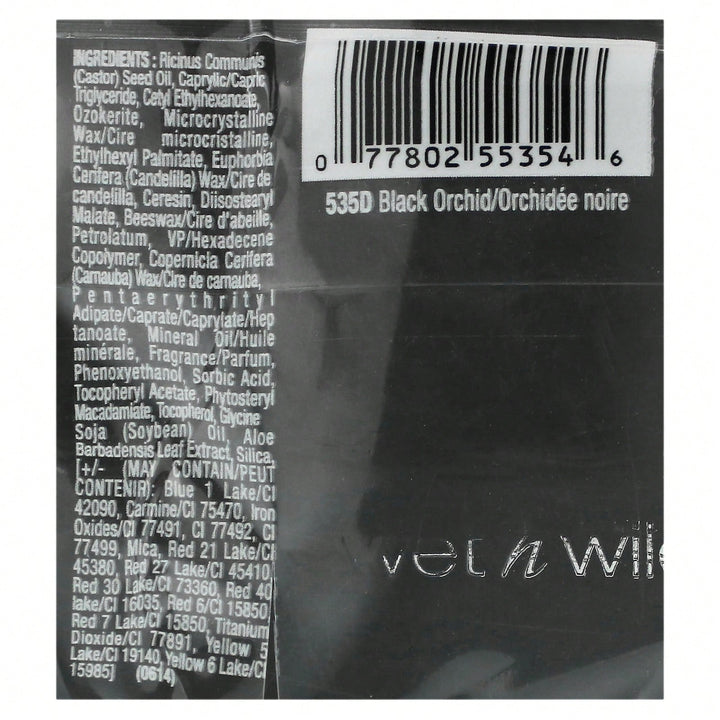 INGREDIENTS : Ricinus Communis
(Castor) Seed Oil, Caprylic/Capric
Triglyceride, Cetyl Ethylhexanoate,
Ozokerite, Microcrystalline
Wax/Cire microcristalline,
Ethylhexyl Palmitate, Euphorbia
Cerifera (Candelilla) Wax/Cire de
candelilla, Ceresin, Diisostearyl
Malate, Beeswax/Cire d'abeille,
Petrolatum, VP/Hexadecene
Copolymer, Copernicia Cerifera
(Carnauba) Wax/Cire de carnauba,
Pentaerythrityl
Adipate/Caprate/Caprylate/Hep
tanoate, Mineral Oil/Huile
minérale, Fragrance/Parfum,
Phenoxyethanol, Sorbic Acid,
Tocopheryl Acetate, Phytosteryl
Macadamiate, Tocopherol, Glycine
Soja (Soybean) Oil, Aloe
Barbadensis Leaf Extract, Silica,
[+/- (MAY CONTAIN/PEUT
CONTENIR): Blue 1 Lake/CI
42090, Carmine/CI 75470, Iron
Oxides/CI 77491, CI 77492, CI
77499, Mica, Red 21 Lake/CI
45380, Red 27 Lake/CI 45410,
Red 30 Lake/CI 73360, Red 40
lake/CI 16035, Red 6/CI 15850,
Red 7 Lake/CI 15850, Titanium
Dioxide/CI 77891, Yellow 5
Lake/CI 19140, Yellow 6 Lake/CI
15985] (0614)
0 77802 55354 6
535D Black Orchid/Orchidée noire
wet n wild